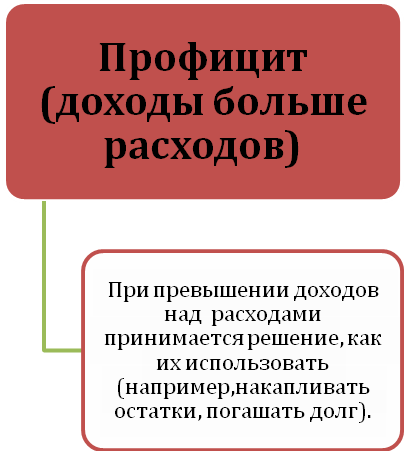 Профицит
(доходы больше
расходов)
При превышении доходов
над расходами
принимается решение, как
их использовать
(например,накапливать
остатки, погашать долг).